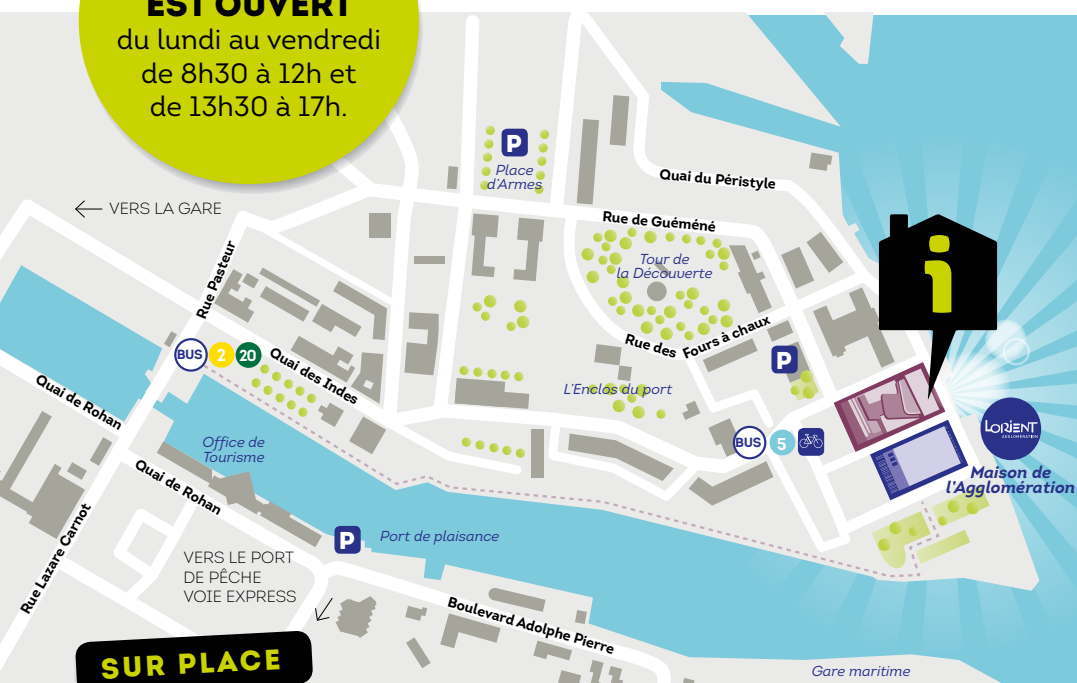 EST OUVERT
du lundi au vendredi
de 8h30 à 12h et
de 13h30 à 17h.
P
Place
d'Armes
Quai du Péristyle
← VERS LA GARE
Rue de Guéméné
Tour de
la Découverte
i
Rue Pasteur
Rue des Fours à chaux
BUS 2 20
Quai des Indes
P
Quai de Rohan
L'Enclos du port
LORIENT
AGGLOMÉRATION
BUS 5
Office de
Tourisme
Maison de
l'Agglomération
Quai de Rohan
Rue Lazare Carnot
P
Port de plaisance
VERS LE PORT
DE PÊCHE
VOIE EXPRESS
Boulevard Adolphe Pierre
SUR PLACE
Gare maritime